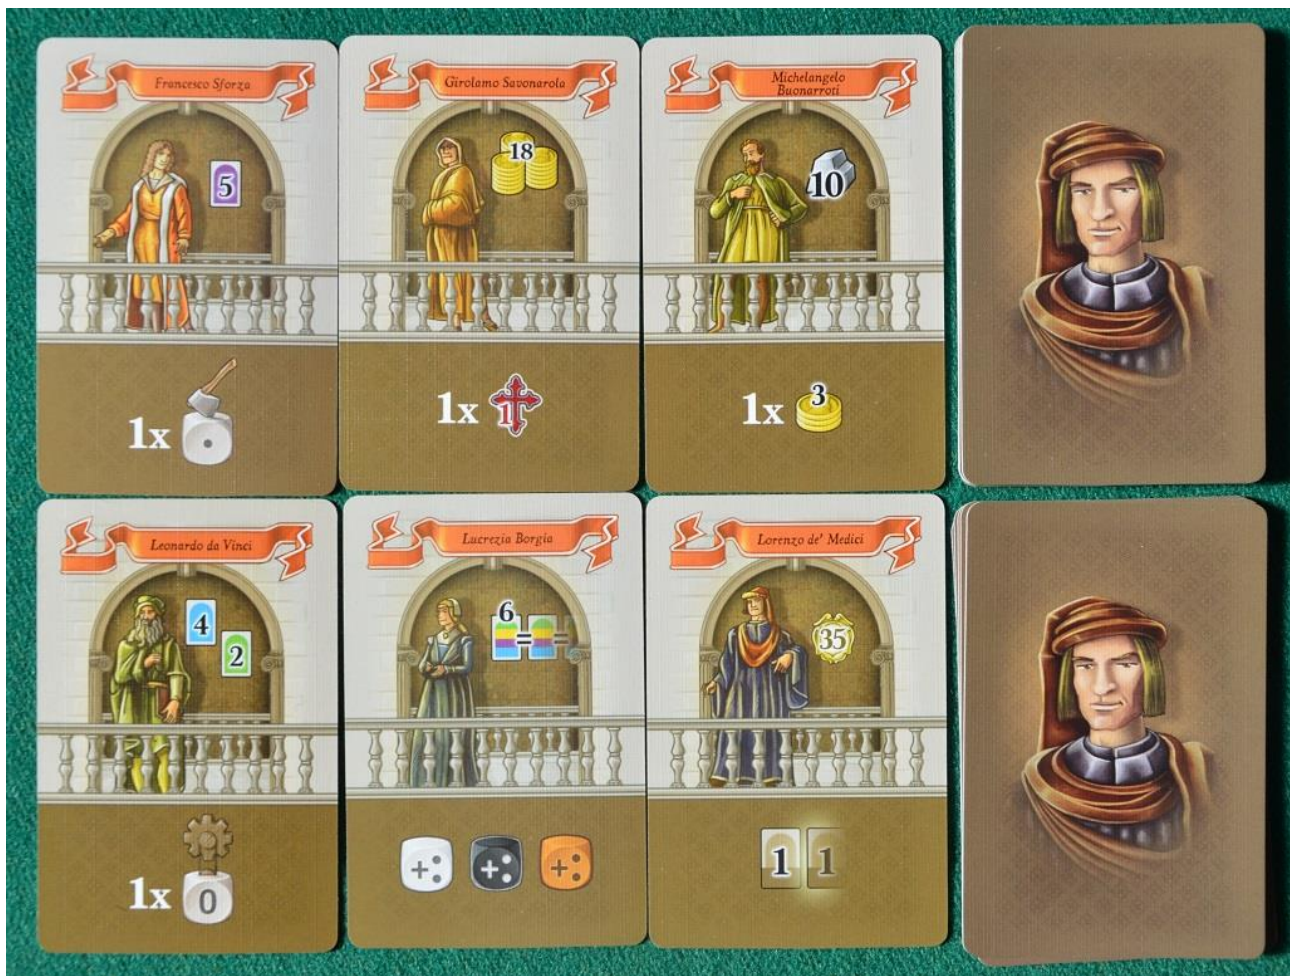 Francesco Sforza
5
1x
Girolamo Savonarola
18
1x 1
Michelangelo
Buonarroti
10
1x 3
Leonardo da Vinci
4
2
1x 0
Lucrezia Borgia
6
= =
+ + +
Lorenzo de' Medici
35
1 1